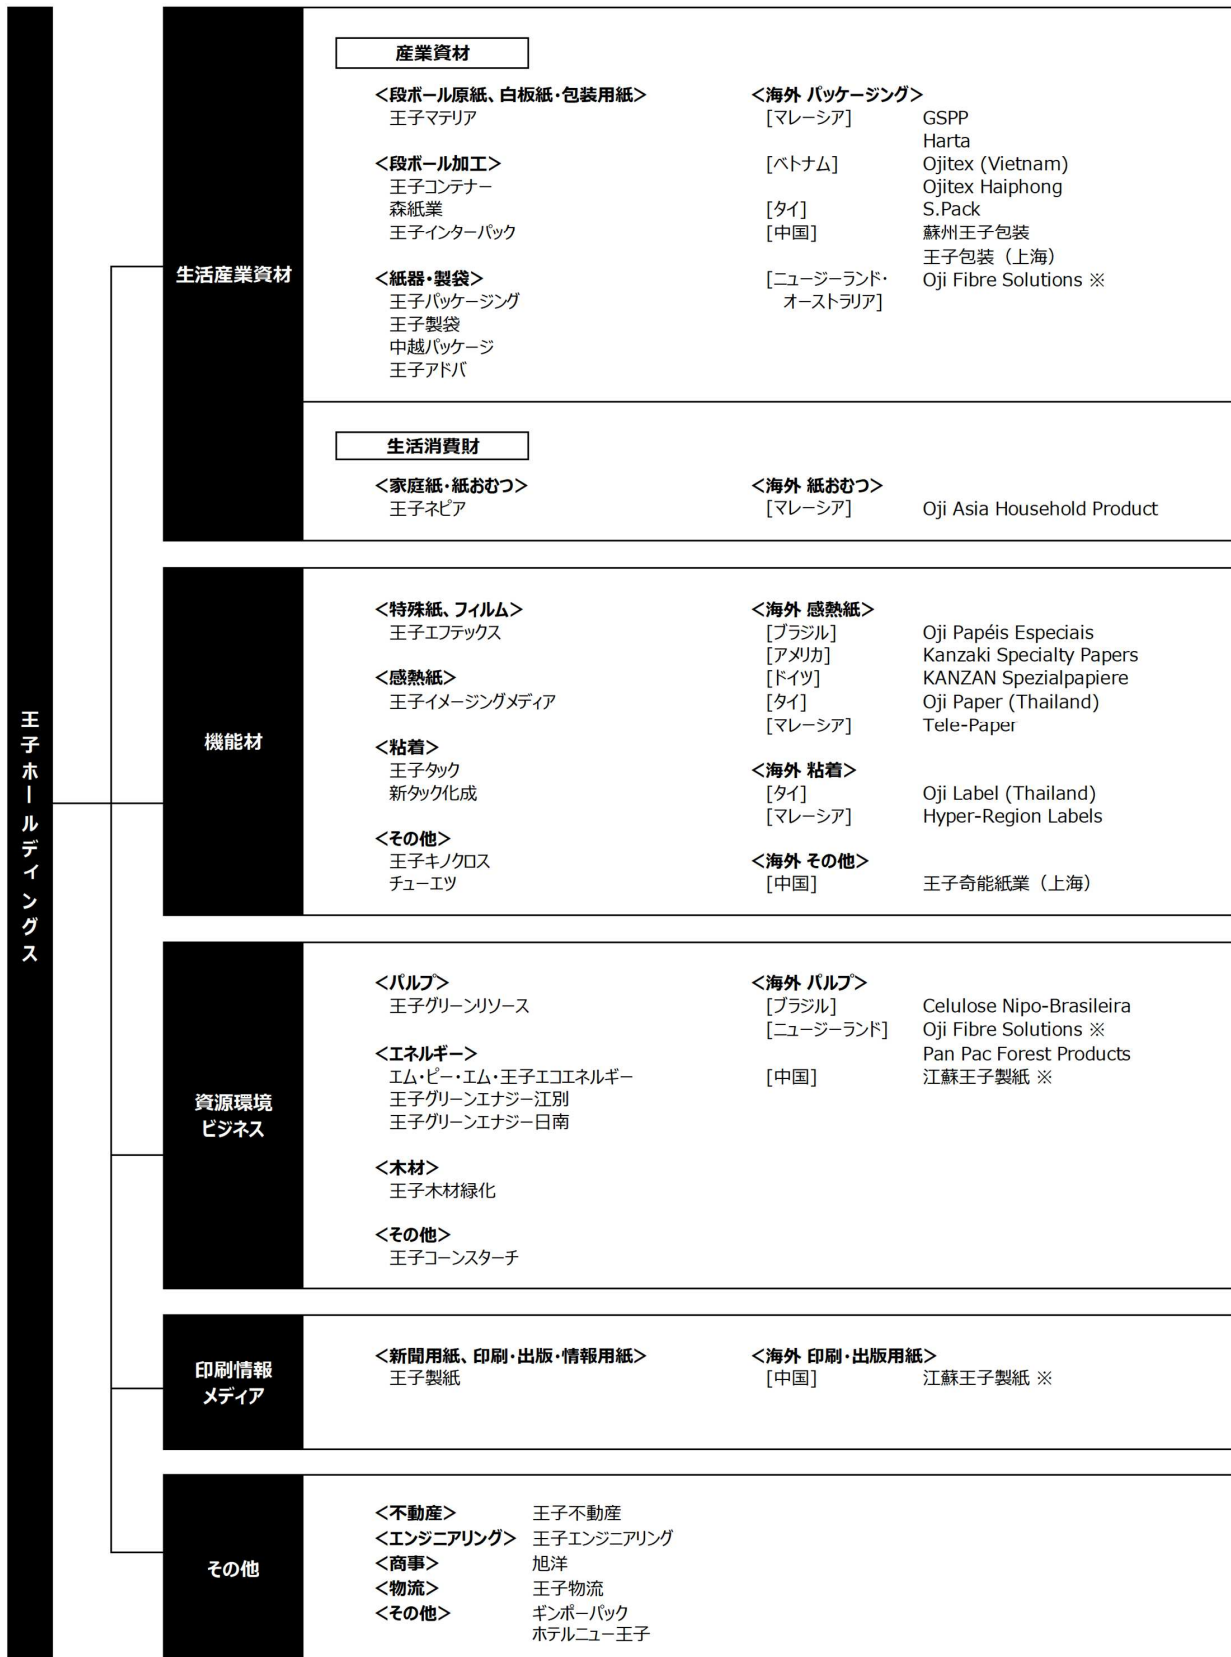 王子ホールディングス
生活産業資材
産業資材
<段ボール原紙、白板紙・包装用紙>
王子マテリア
<段ボール加工>
王子コンテナー
森紙業
王子インターパック
<紙器・製袋>
王子パッケージング
王子製袋
中越パッケージ
王子アドバ
<海外 パッケージング>
[マレーシア] GSPP
Harta
[ベトナム] Ojitex (Vietnam)
Ojitex Haiphong
[タイ] S.Pack
[中国] 蘇州王子包装
王子包装（上海）
[ニュージーランド・ Oji Fibre Solutions ※
オーストラリア]
生活消費財
<家庭紙・紙おむつ>
王子ネピア
<海外 紙おむつ>
[マレーシア] Oji Asia Household Product
機能材
<特殊紙、フィルム>
王子エフテックス
<感熱紙>
王子イメージングメディア
<粘着>
王子タック
新タック化成
<その他>
王子キノクロス
チューエツ
<海外 感熱紙>
[ブラジル] Oji Papéis Especiais
[アメリカ] Kanzaki Specialty Papers
[ドイツ] KANZAN Spezialpapiere
[タイ] Oji Paper (Thailand)
[マレーシア] Tele-Paper
<海外 粘着>
[タイ] Oji Label (Thailand)
[マレーシア] Hyper-Region Labels
<海外 その他>
[中国] 王子奇能紙業（上海）
資源環境
ビジネス
<パルプ>
王子グリーンリソース
<エネルギー>
エム・ピー・エム・王子エコエネルギー
王子グリーンエナジー江別
王子グリーンエナジー日南
<木材>
王子木材緑化
<その他>
王子コーンスターチ
<海外 パルプ>
[ブラジル] Celulose Nipo-Brasileira
[ニュージーランド] Oji Fibre Solutions ※
Pan Pac Forest Products
[中国] 江蘇王子製紙 ※
印刷情報
メディア
<新聞用紙、印刷・出版・情報用紙>
王子製紙
<海外 印刷・出版用紙>
[中国] 江蘇王子製紙 ※
その他
<不動産> 王子不動産
<エンジニアリング> 王子エンジニアリング
<商事> 旭洋
<物流> 王子物流
<その他> ギンポーパック
ホテルニュー王子